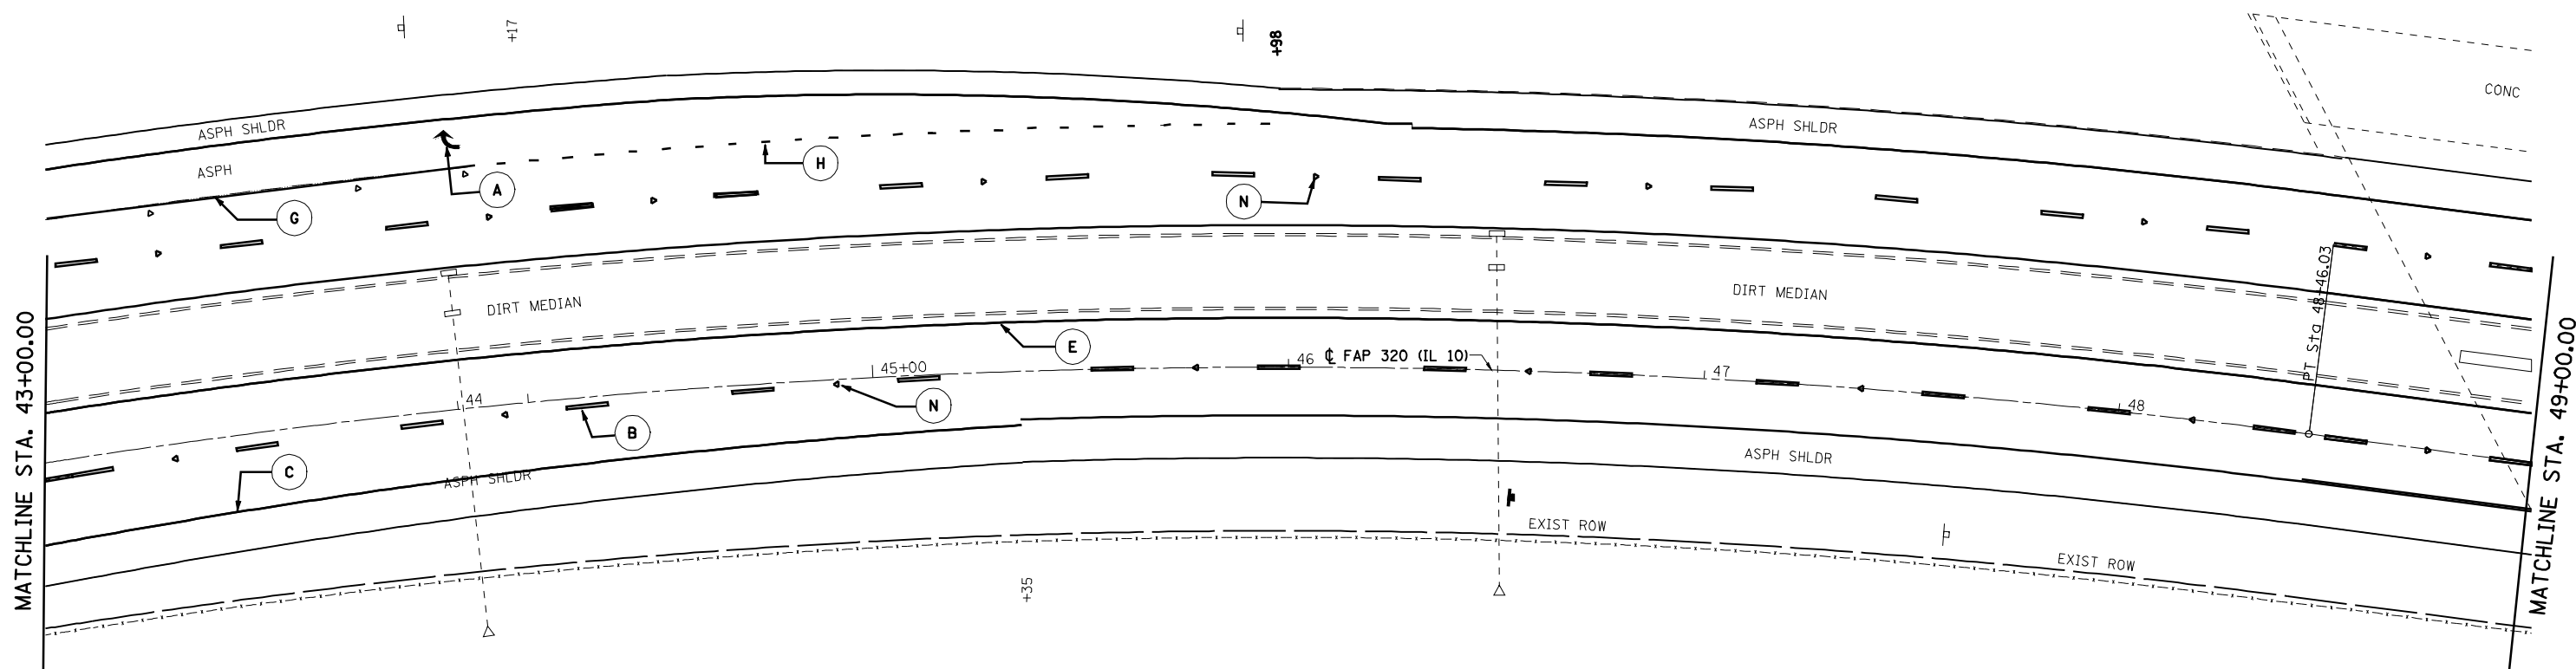 +17
+98
CONC
ASPH SHLDR
ASPH SHLDR
ASPH
H
A
N
G
PT Sta 48+46.03
DIRT MEDIAN
DIRT MEDIAN
MATCHLINE STA. 43+00.00
MATCHLINE STA. 49+00.00
E
45+00
46
℄ FAP 320 (IL 10)
47
44
48
N
B
C
ASPH SHLDR
ASPH SHLDR
EXIST ROW
EXIST ROW
+35